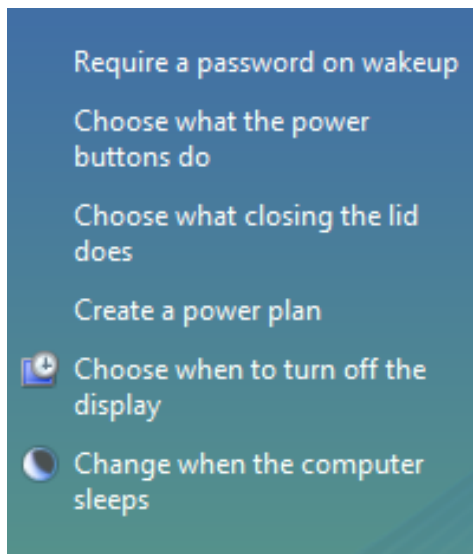 Require a password on wakeup
Choose what the power
buttons do
Choose what closing the lid
does
Create a power plan
Choose when to turn off the
display
Change when the computer
sleeps